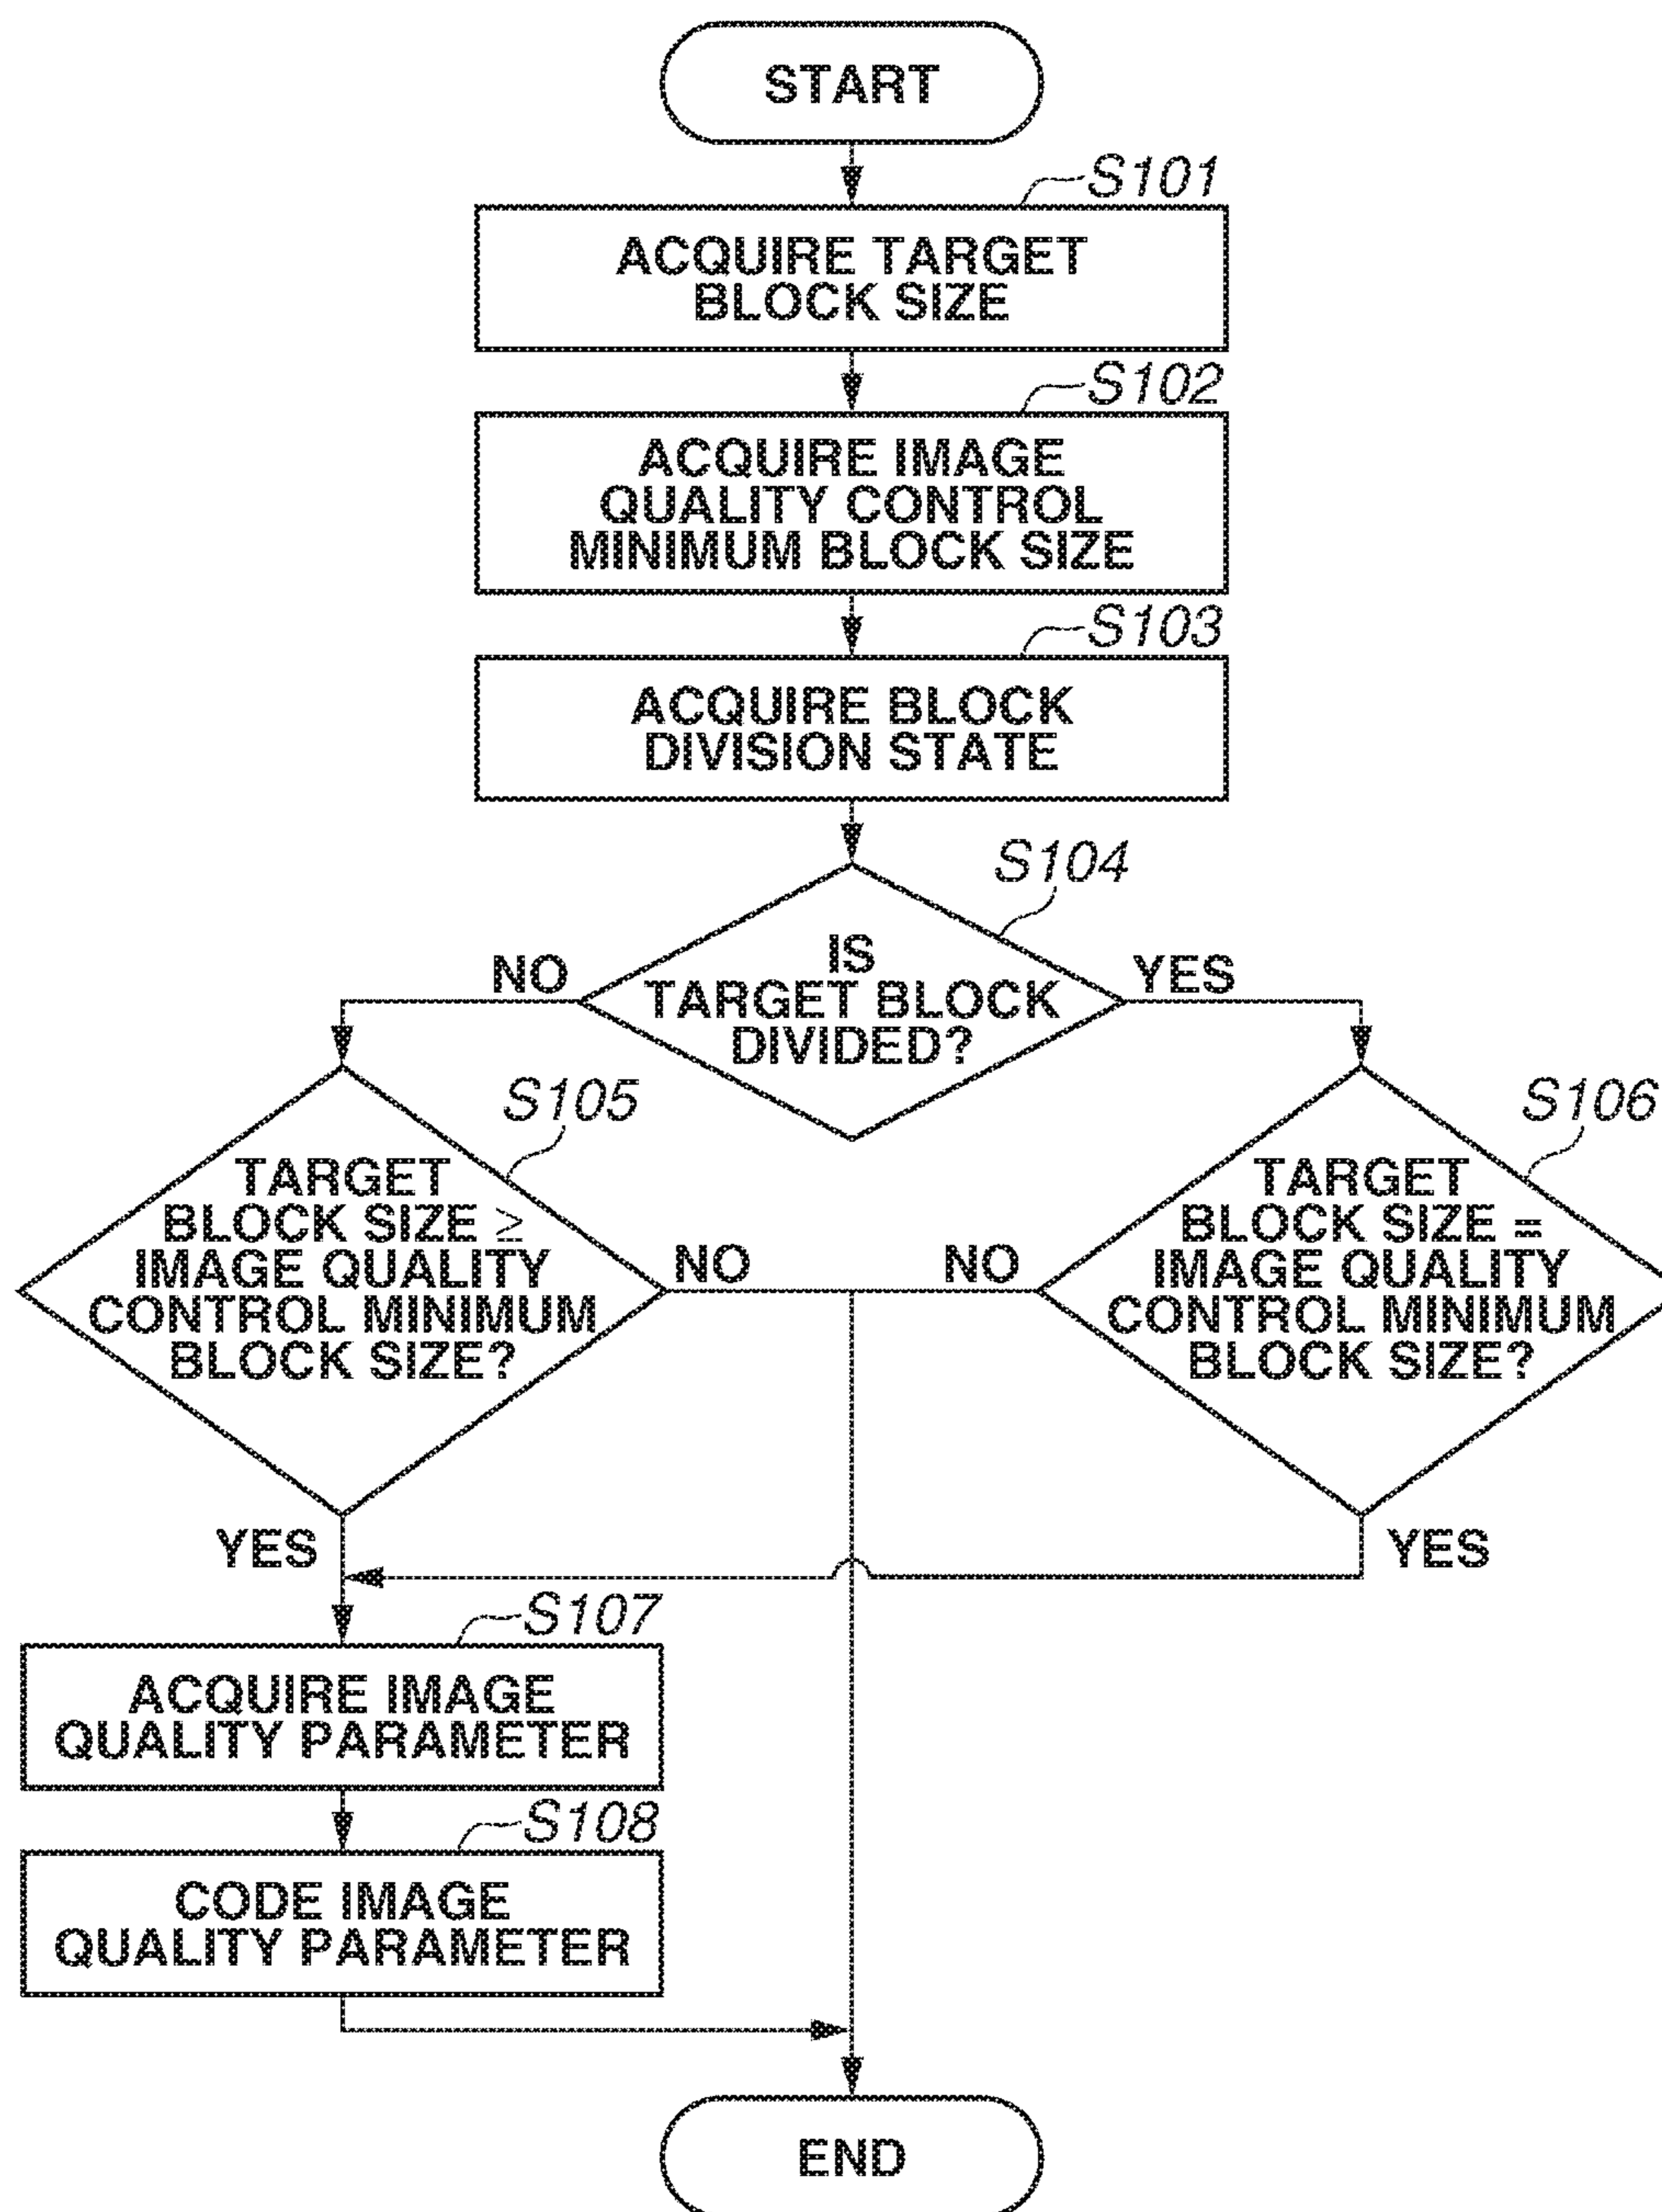 START
S101
ACQUIRE TARGET
BLOCK SIZE
S102
ACQUIRE IMAGE
QUALITY CONTROL
MINIMUM BLOCK SIZE
S103
ACQUIRE BLOCK
DIVISION STATE
S104
IS
TARGET BLOCK
DIVIDED?
NO
YES
S105
TARGET
BLOCK SIZE ≥
IMAGE QUALITY
CONTROL MINIMUM
BLOCK SIZE?
NO
YES
S106
TARGET
BLOCK SIZE =
IMAGE QUALITY
CONTROL MINIMUM
BLOCK SIZE?
NO
YES
S107
ACQUIRE IMAGE
QUALITY PARAMETER
S108
CODE IMAGE
QUALITY PARAMETER
END